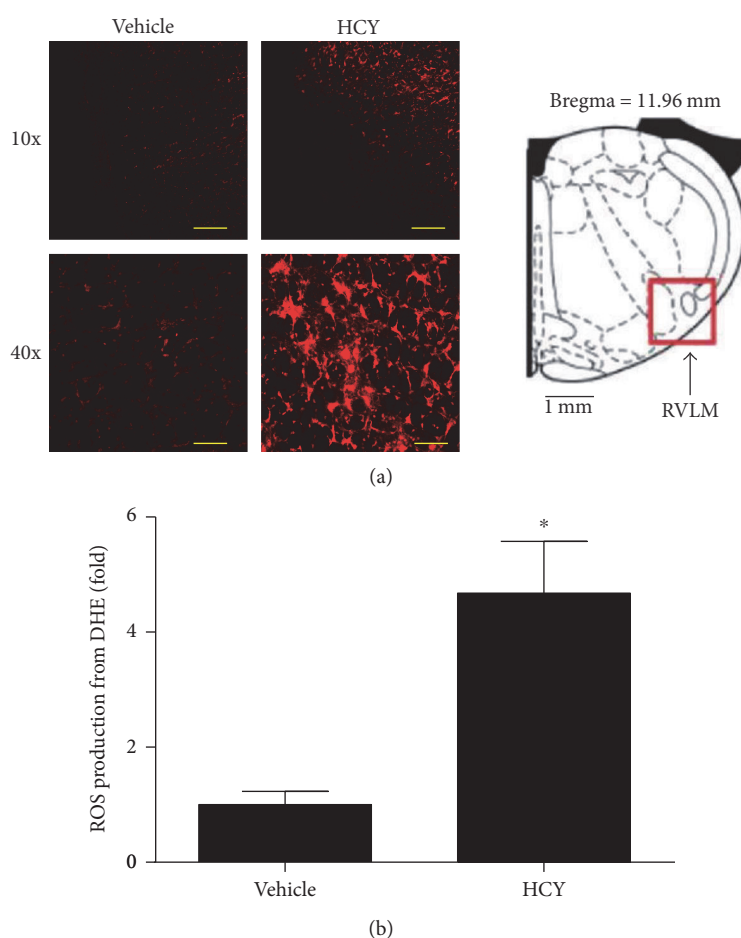 Vehicle
HCY
10x
40x
Bregma = 11.96 mm
1 mm
RVLM
(a)
ROS production from DHE (fold)
6
4
2
0
*
Vehicle
HCY
(b)